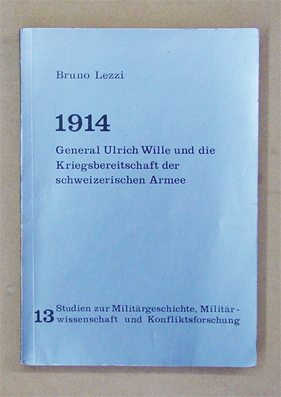 Bruno Lezzi
1914
General Ulrich Wille und die
Kriegsbereitschaft der
schweizerischen Armee
13 Studien zur Militärgeschichte, Militär-
wissenschaft und Konfliktsforschung